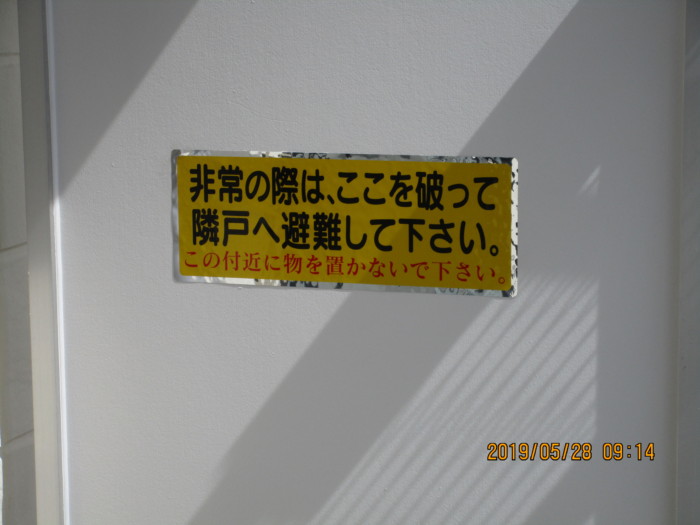 非常の際は、ここを破って
隣戸へ避難して下さい。
この付近に物を置かないで下さい。
2019/05/28 09:14